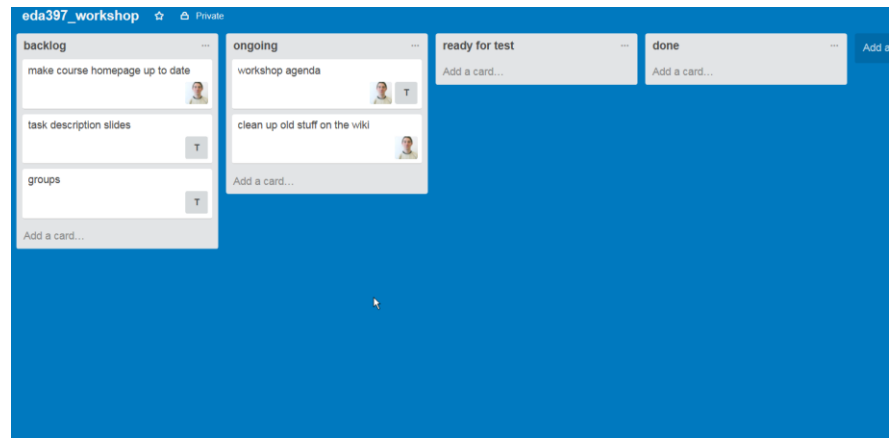 eda397_workshop Private
backlog
make course homepage up to date
task description slides
T
groups
T
Add a card...
ongoing
workshop agenda
T
clean up old stuff on the wiki
Add a card...
ready for test
Add a card...
done
Add a card...
Add a